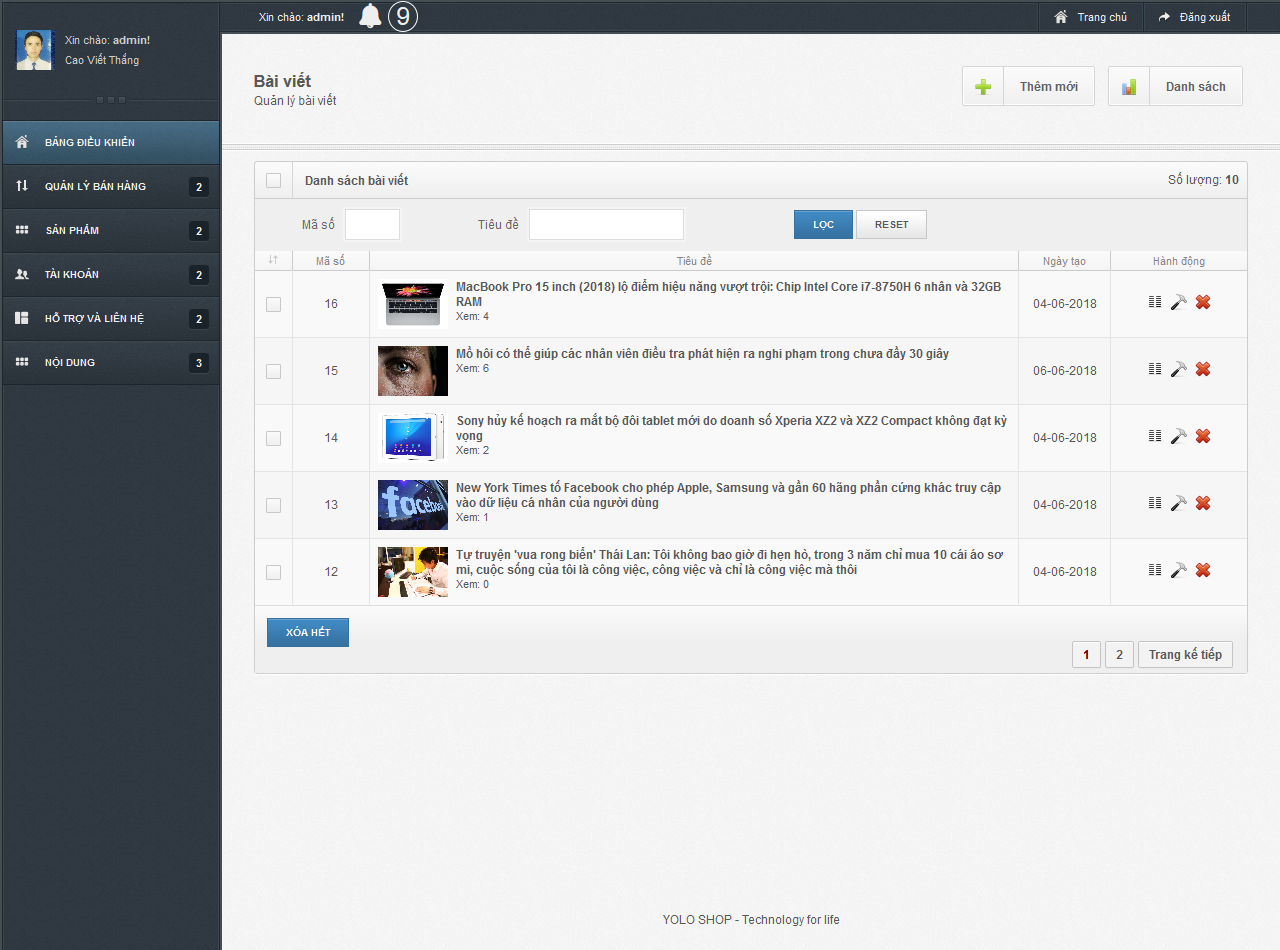 Xin chào: admin!
Cao Viết Thắng
Xin chào: admin! 9
Trang chủ
Đăng xuất
BẢNG ĐIỀU KHIỂN
QUẢN LÝ BÁN HÀNG 2
SẢN PHẨM 2
TÀI KHOẢN 2
HỖ TRỢ VÀ LIÊN HỆ 2
NỘI DUNG 3
Bài viết
Quản lý bài viết
Thêm mới
Danh sách
Danh sách bài viết
Số lượng: 10
Mã số
Tiêu đề
LỌC
RESET
Mã số Tiêu đề Ngày tạo Hành động
16
MacBook Pro 15 inch (2018) lộ điểm hiệu năng vượt trội: Chip Intel Core i7-8750H 6 nhân và 32GB
RAM
Xem: 4
04-06-2018
15
Mồ hôi có thể giúp các nhân viên điều tra phát hiện ra nghi phạm trong chưa đầy 30 giây
Xem: 6
06-06-2018
14
Sony hủy kế hoạch ra mắt bộ đôi tablet mới do doanh số Xperia XZ2 và XZ2 Compact không đạt kỳ
vọng
Xem: 2
04-06-2018
13
facebook
New York Times tố Facebook cho phép Apple, Samsung và gần 60 hãng phần cứng khác truy cập
vào dữ liệu cá nhân của người dùng
Xem: 1
04-06-2018
12
Tự truyện 'vua rong biển' Thái Lan: Tôi không bao giờ đi hẹn hò, trong 3 năm chỉ mua 10 cái áo sơ
mi, cuộc sống của tôi là công việc, công việc và chỉ là công việc mà thôi
Xem: 0
04-06-2018
XÓA HẾT
1 2 Trang kế tiếp
YOLO SHOP - Technology for life